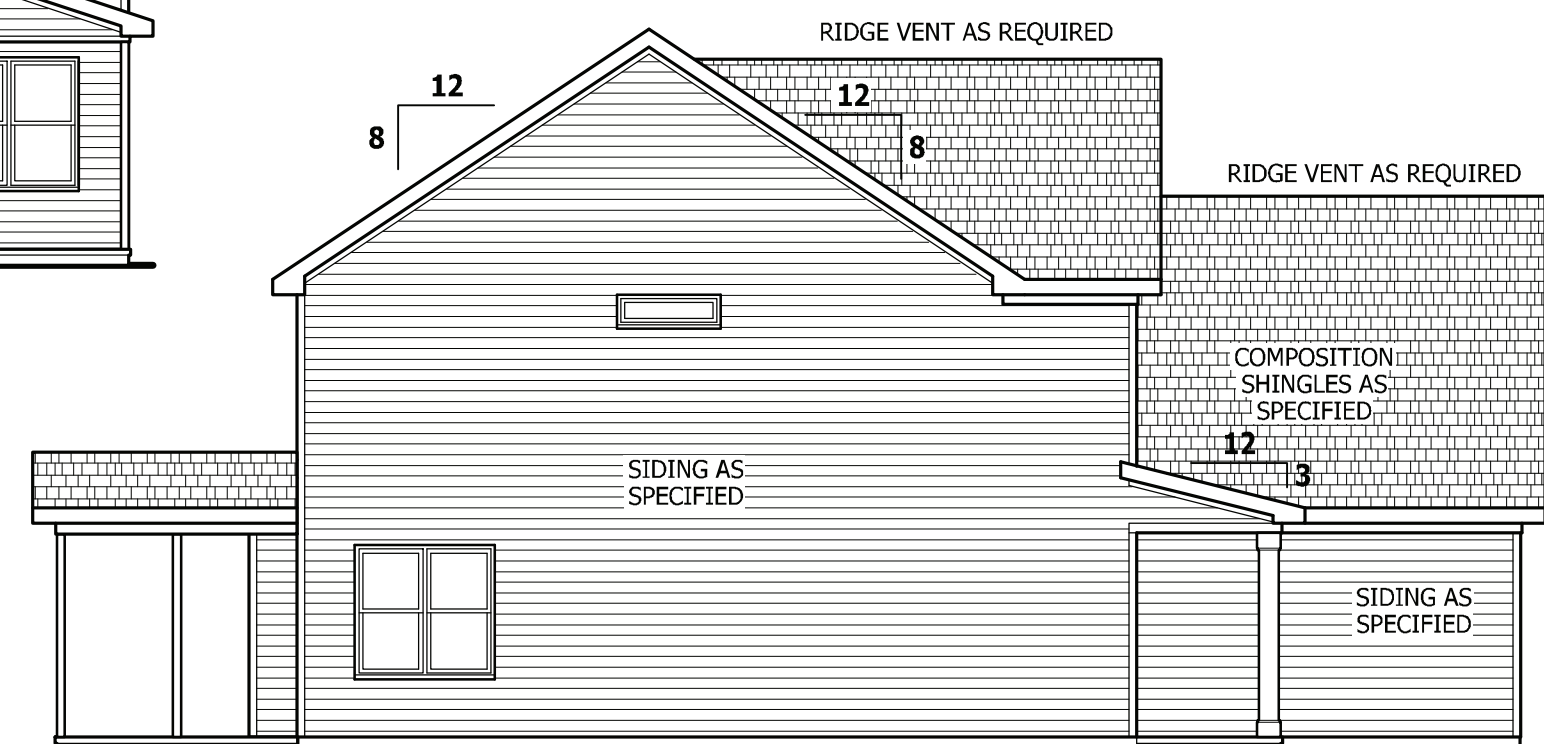 RIDGE VENT AS REQUIRED
12
8
12
8
RIDGE VENT AS REQUIRED
COMPOSITION
SHINGLES AS
SPECIFIED
12
3
SIDING AS
SPECIFIED
SIDING AS
SPECIFIED